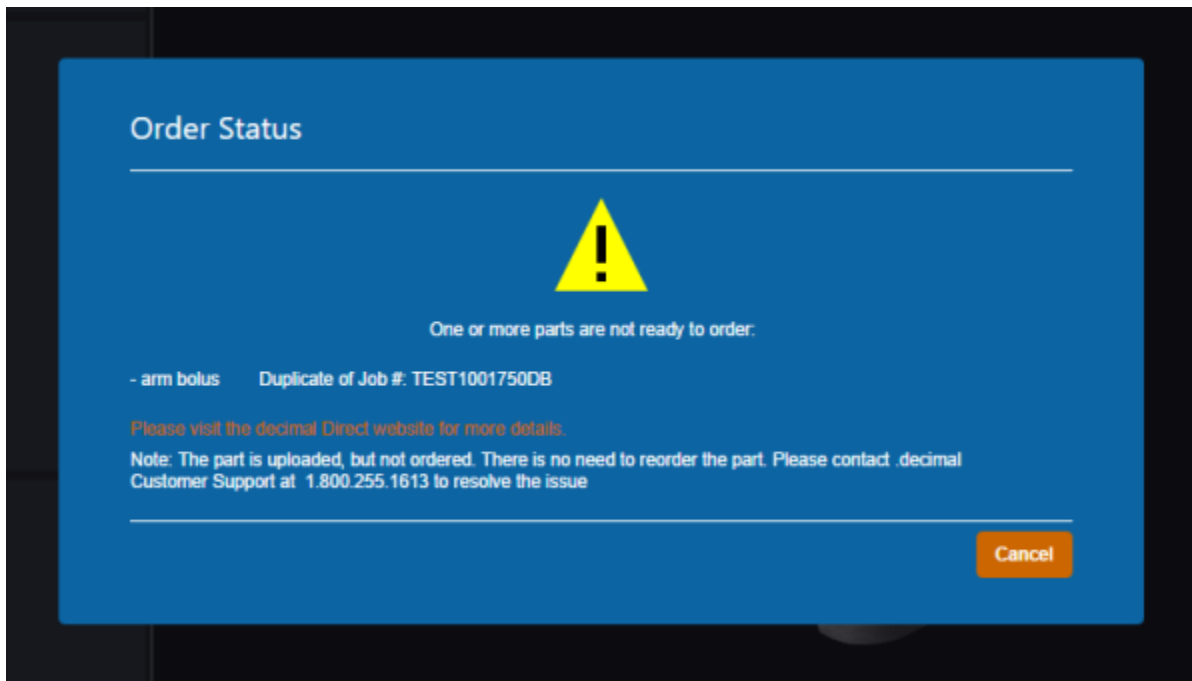 Order Status
!
One or more parts are not ready to order:
- arm bolus Duplicate of Job #: TEST1001750DB
Please visit the decimal Direct website for more details.
Note: The part is uploaded, but not ordered. There is no need to reorder the part. Please contact .decimal
Customer Support at 1.800.255.1613 to resolve the issue
Cancel